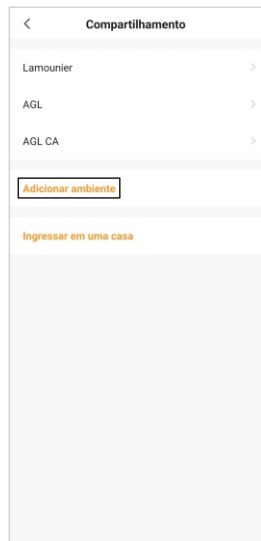 Compartilhamento
Lamounier
AGL
AGL CA
Adicionar ambiente
Ingressar em uma casa